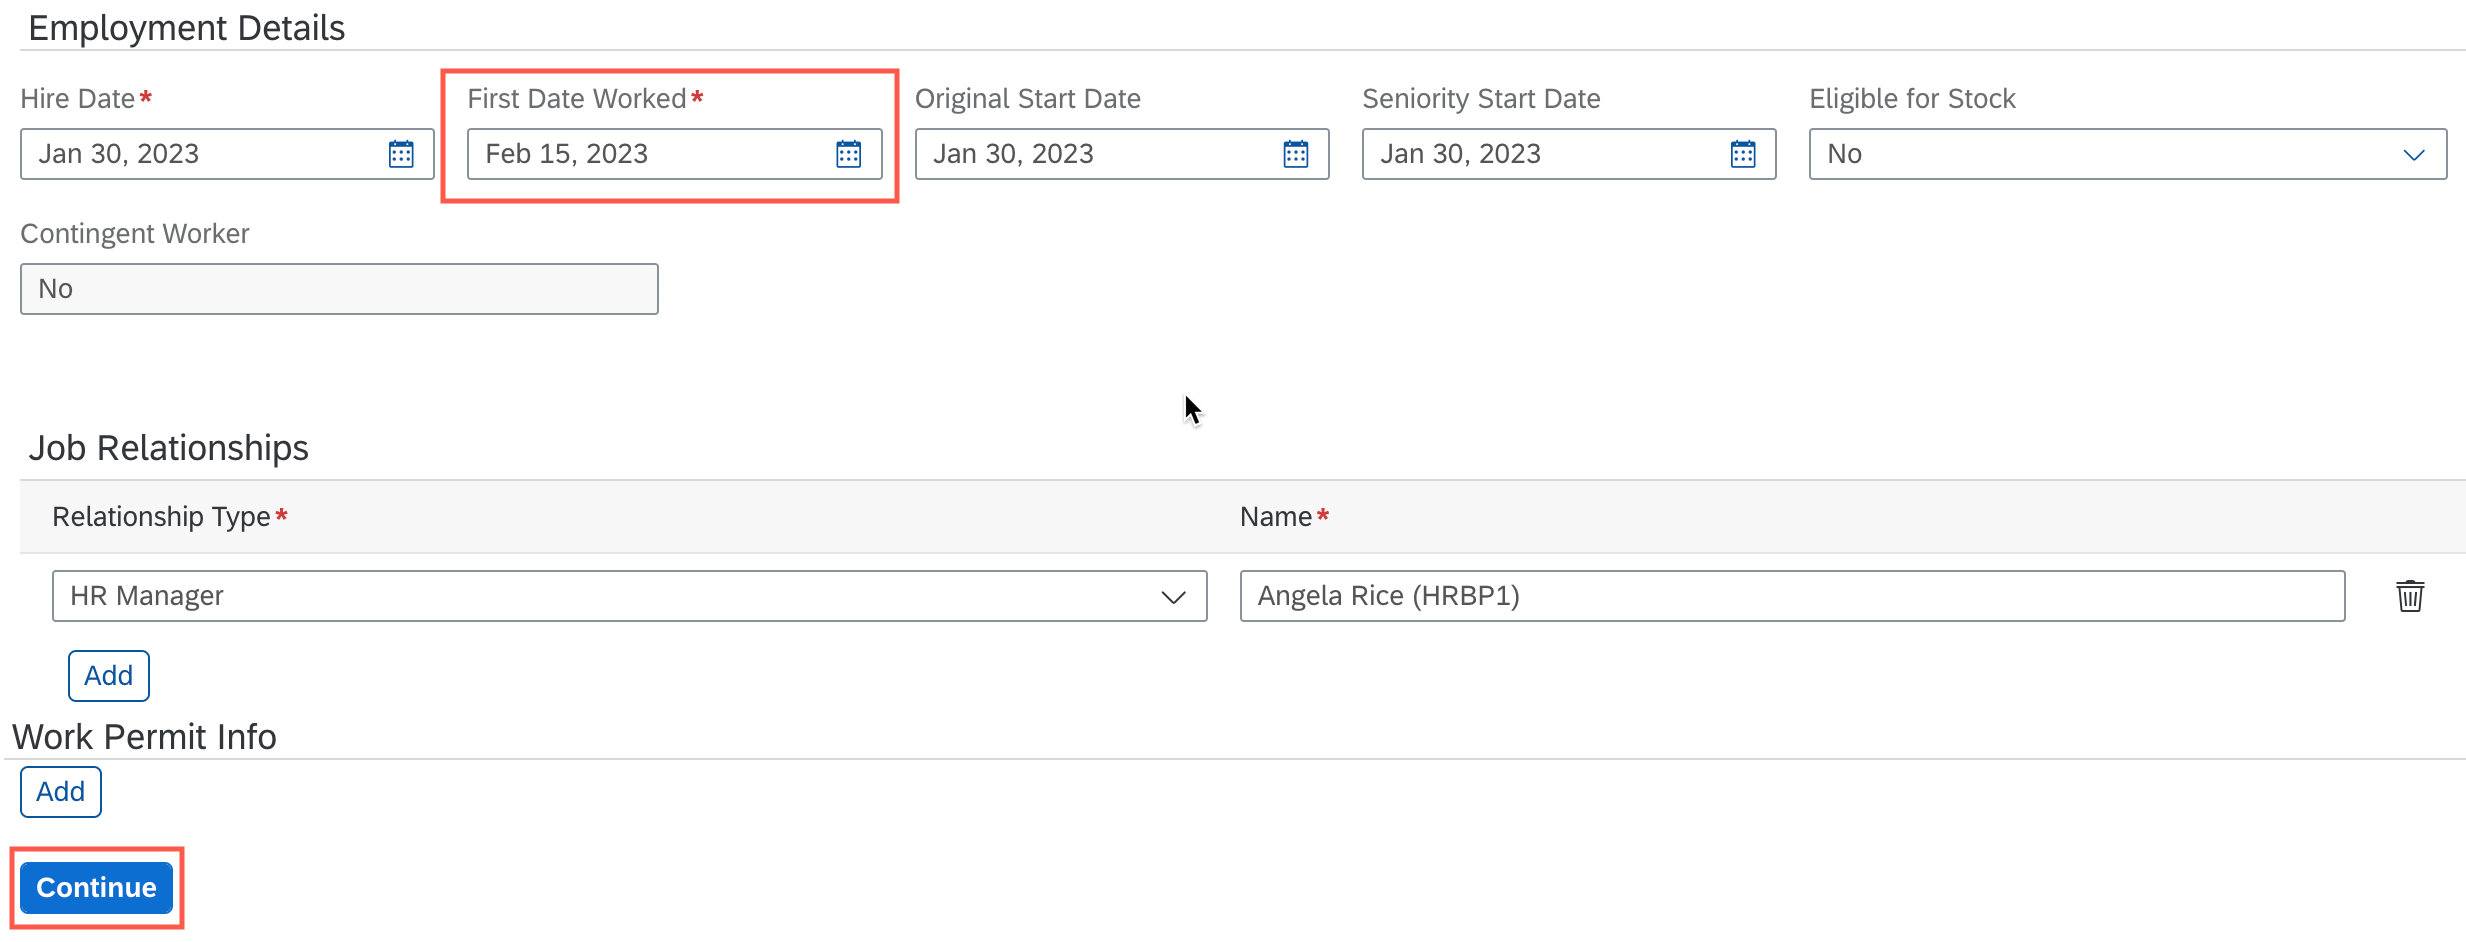 Employment Details
Hire Date* First Date Worked* Original Start Date Seniority Start Date Eligible for Stock
Jan 30, 2023 Feb 15, 2023 Jan 30, 2023 Jan 30, 2023 No
Contingent Worker
No
Job Relationships
Relationship Type* Name*
HR Manager Angela Rice (HRBP1)
Add
Work Permit Info
Add
Continue